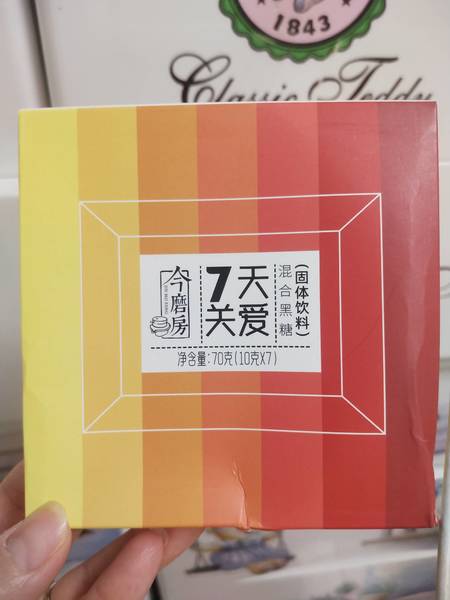 1843
Classic Teddy
今磨房
7天
关爱
混合黑糖
(固体饮料)
净含量:70克(10克X7)